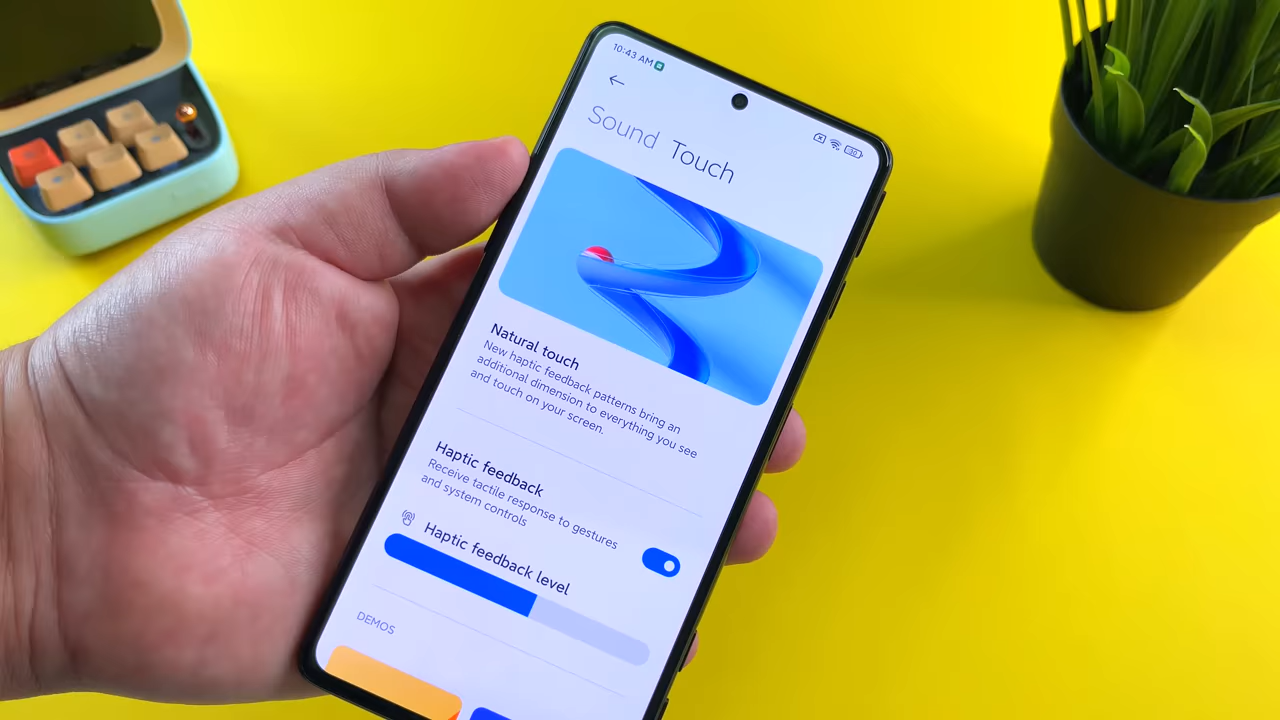 10:43 AM
Sound Touch
Natural touch
New haptic feedback patterns bring an
additional dimension to everything you see
and touch on your screen.
Haptic feedback
Receive tactile response to gestures
and system controls
Haptic feedback level
DEMOS